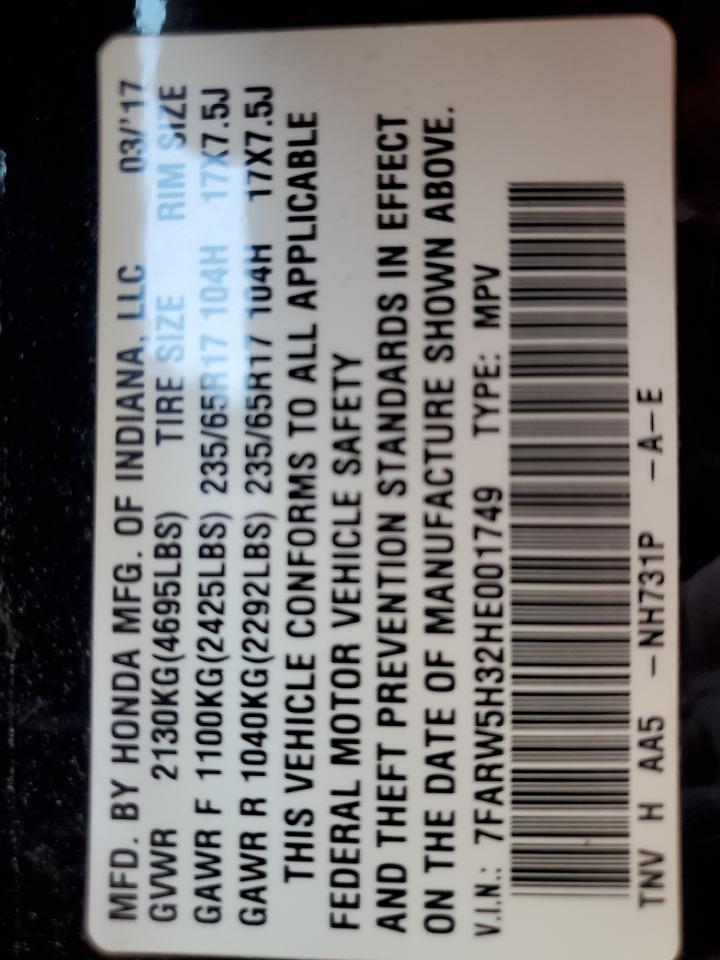 MFD. BY HONDA MFG. OF INDIANA, LLC 03/'17
GVWR 2130KG(4695LBS) TIRE SIZE RIM SIZE
GAWR F 1100KG(2425LBS) 235/65R17 104H 17X7.5J
GAWR R 1040KG(2292LBS) 235/65R17 104H 17X7.5J
THIS VEHICLE CONFORMS TO ALL APPLICABLE
FEDERAL MOTOR VEHICLE SAFETY
AND THEFT PREVENTION STANDARDS IN EFFECT
ON THE DATE OF MANUFACTURE SHOWN ABOVE.
V.I.N.: 7FARW5H32HE001749 TYPE: MPV
TNV H AA5 -NH731P -A-E